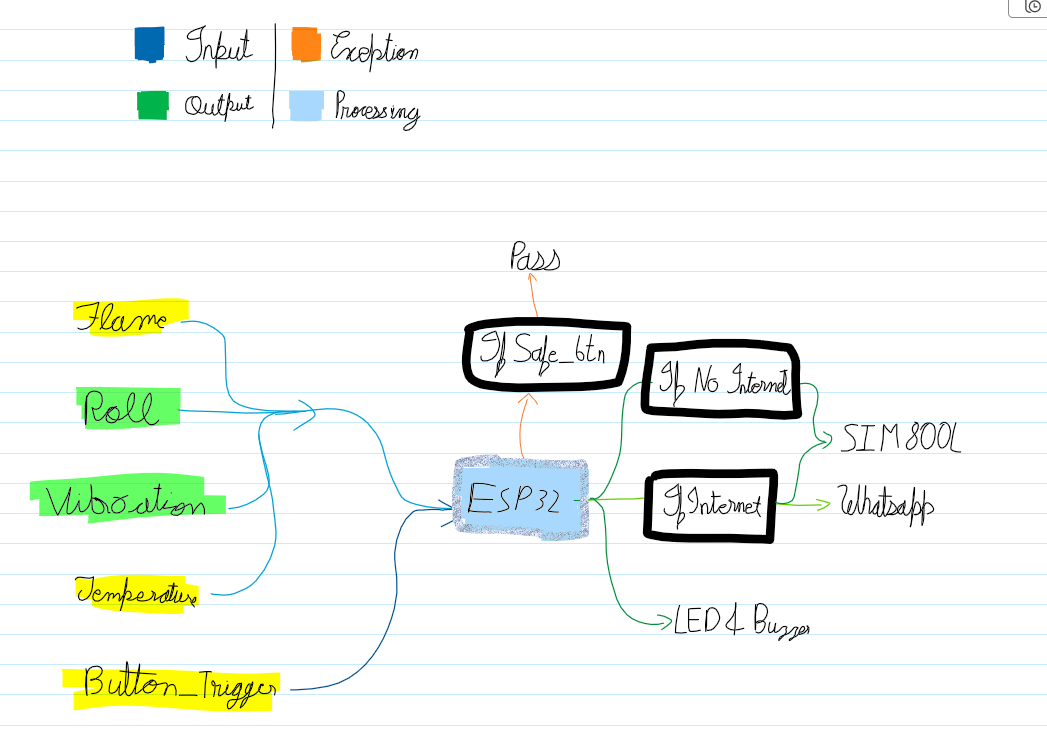 Input
Exeption
Output
Processing
Pass
Flame
If Safe_btn
If No Internet
Roll
SIM800L
ESP32
If Internet
Whatsapp
Vibration
Temperature
LED & Buzzer
Button_Trigger